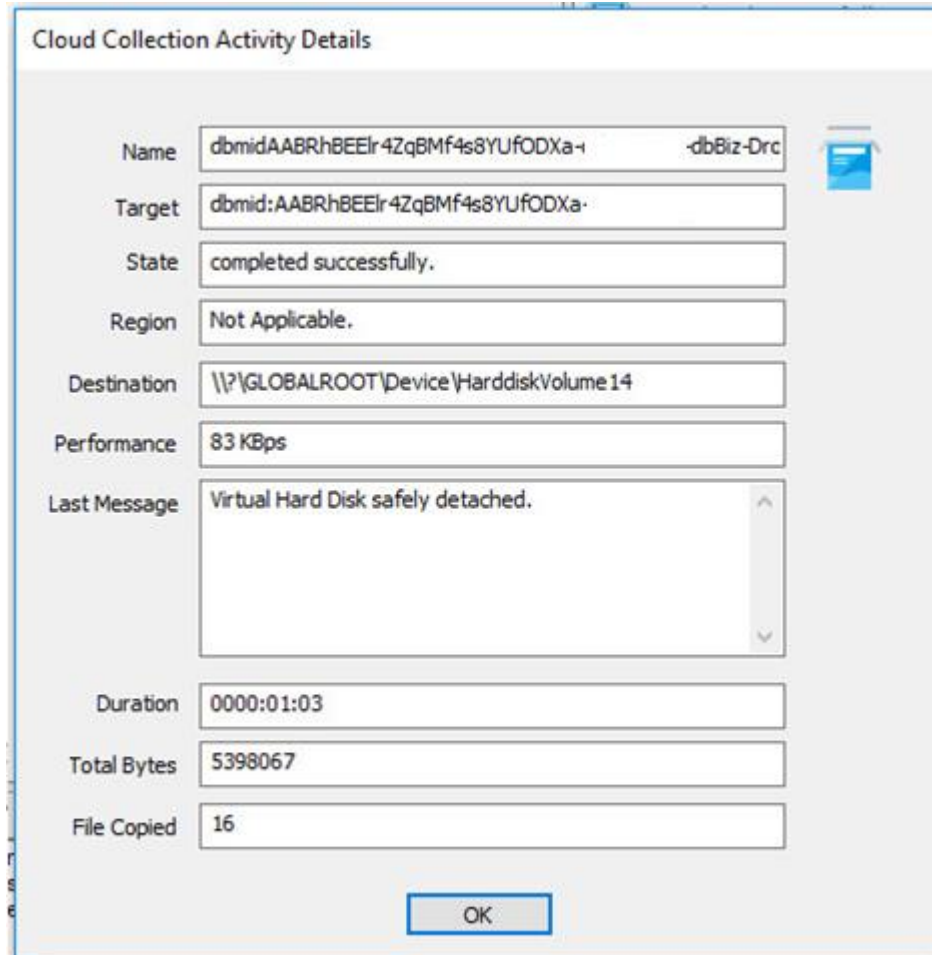 Cloud Collection Activity Details
Name dbmidAABRhBEElr4ZqBMf4s8YUfODXa- -dbBiz-Drc
Target dbmid:AABRhBEElr4ZqBMf4s8YUfODXa-
State completed successfully.
Region Not Applicable.
Destination \\?\GLOBALROOT\Device\HarddiskVolume14
Performance 83 KBps
Last Message Virtual Hard Disk safely detached.
Duration 0000:01:03
Total Bytes 5398067
File Copied 16
OK